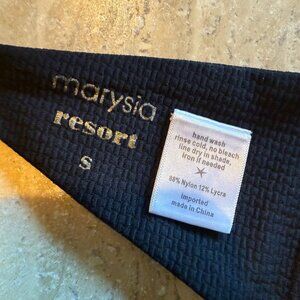 marysia
resort
S
hand wash
rinse cold, no bleach
line dry in shade,
iron if needed
88% Nylon 12% Lycra
imported
made in China